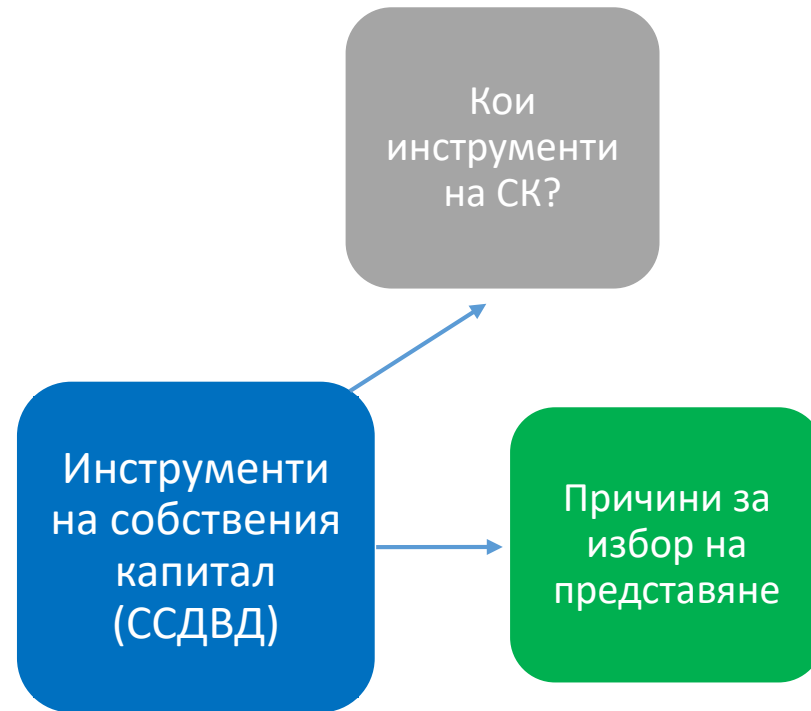 Кои
инструменти
на СК?
Инструменти
на собствения
капитал
(ССДВД)
Причини за
избор на
представяне